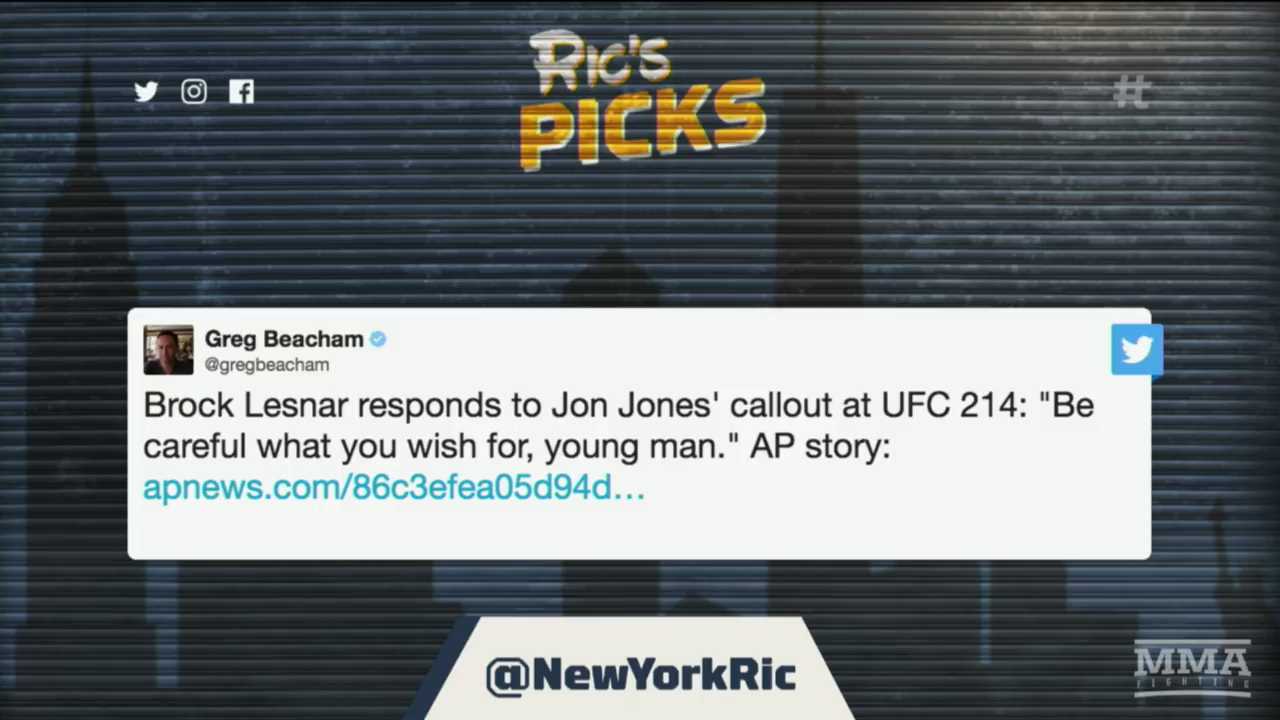 RIC'S
PICKS
#
Greg Beacham
@gregbeacham
Brock Lesnar responds to Jon Jones' callout at UFC 214: "Be
careful what you wish for, young man." AP story:
apnews.com/86c3efea05d94d…
@NewYorkRic
MMA
FIGHTING